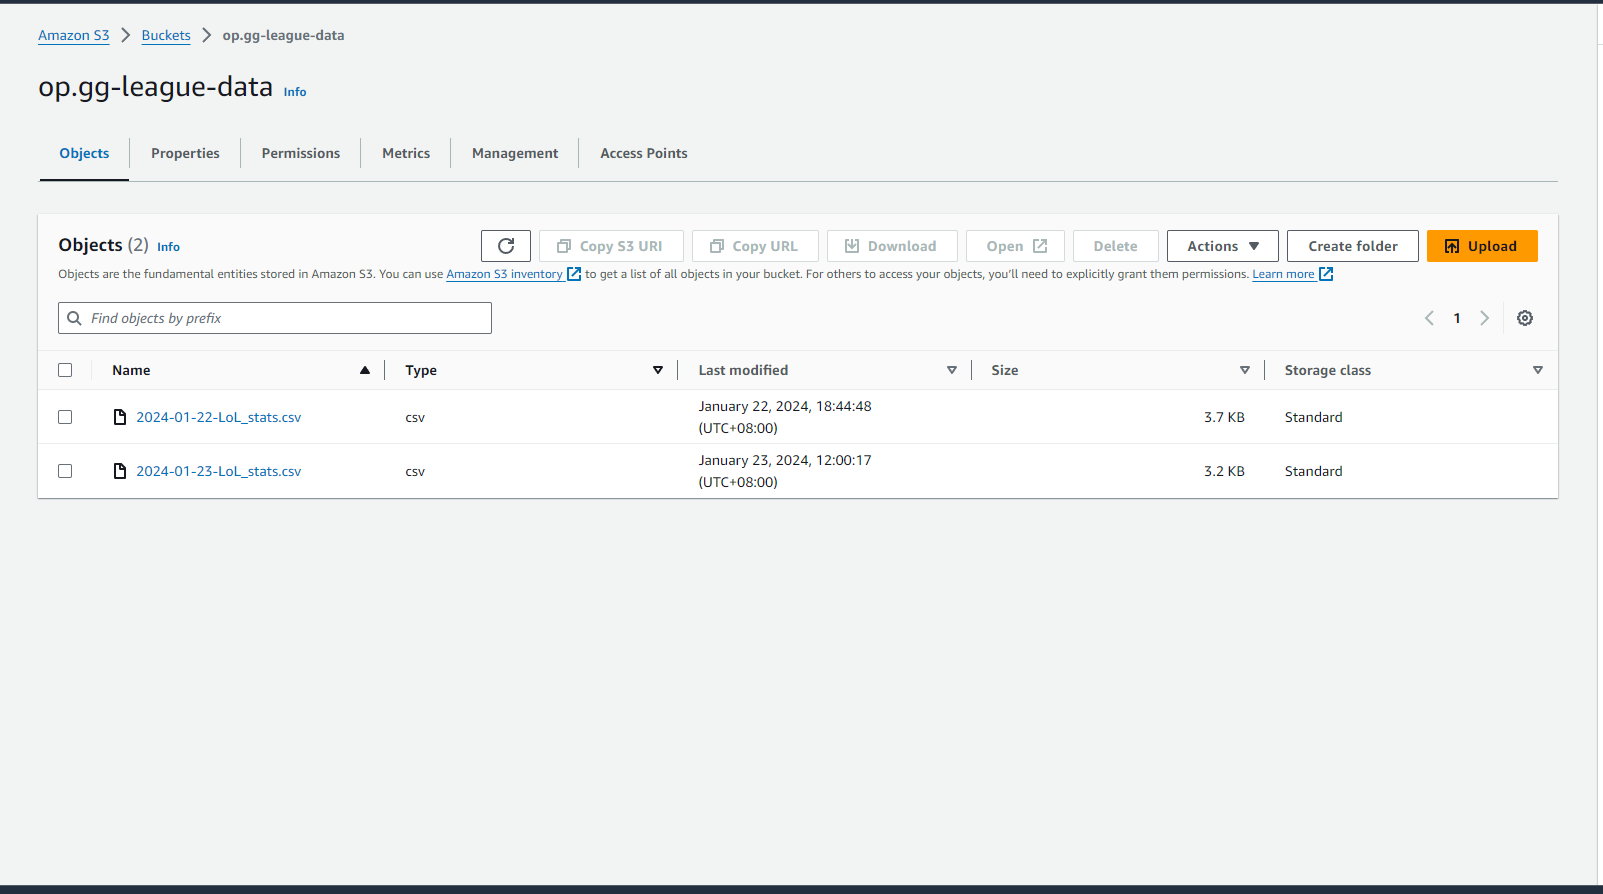 Amazon S3 > Buckets > op.gg-league-data
op.gg-league-data Info
Objects Properties Permissions Metrics Management Access Points
Objects (2) Info Copy S3 URI Copy URL Download Open Delete Actions Create folder Upload
Objects are the fundamental entities stored in Amazon S3. You can use Amazon S3 inventory to get a list of all objects in your bucket. For others to access your objects, you'll need to explicitly grant them permissions. Learn more
Find objects by prefix 1
Name Type Last modified Size Storage class
2024-01-22-LoL_stats.csv csv January 22, 2024, 18:44:48 (UTC+08:00) 3.7 KB Standard
2024-01-23-LoL_stats.csv csv January 23, 2024, 12:00:17 (UTC+08:00) 3.2 KB Standard